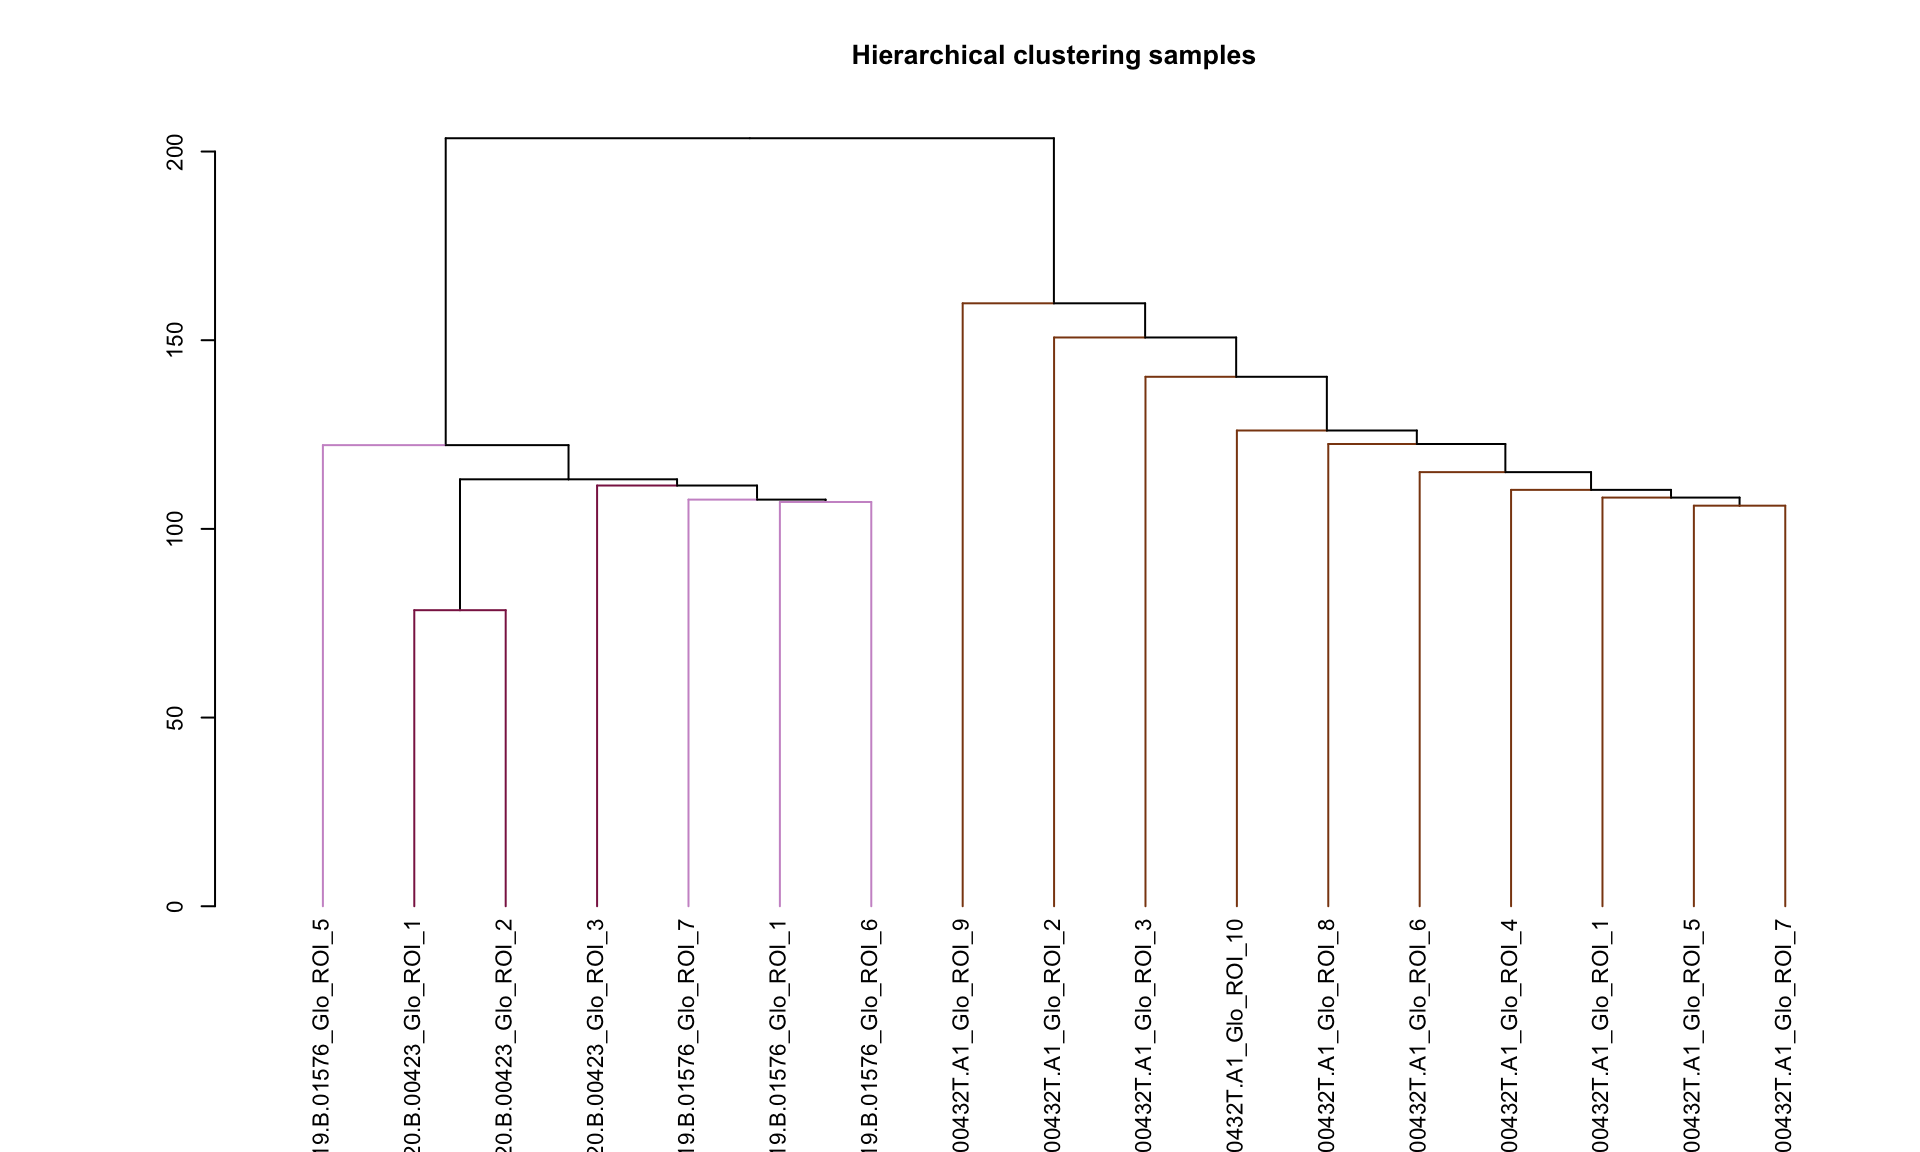 Hierarchical clustering samples
200
150
100
50
0
19.B.01576_Glo_ROI_5
20.B.00423_Glo_ROI_1
20.B.00423_Glo_ROI_2
20.B.00423_Glo_ROI_3
19.B.01576_Glo_ROI_7
19.B.01576_Glo_ROI_1
19.B.01576_Glo_ROI_6
00432T.A1_Glo_ROI_9
00432T.A1_Glo_ROI_2
00432T.A1_Glo_ROI_3
0432T.A1_Glo_ROI_10
00432T.A1_Glo_ROI_8
00432T.A1_Glo_ROI_6
00432T.A1_Glo_ROI_4
00432T.A1_Glo_ROI_1
00432T.A1_Glo_ROI_5
00432T.A1_Glo_ROI_7